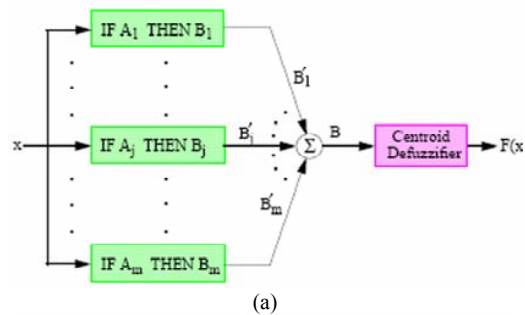 IF A1 THEN B1
B′1
x
IF Aj THEN Bj
B′j
Σ
B
Centroid
Defuzzifier
F(x
B′m
IF Am THEN Bm
(a)